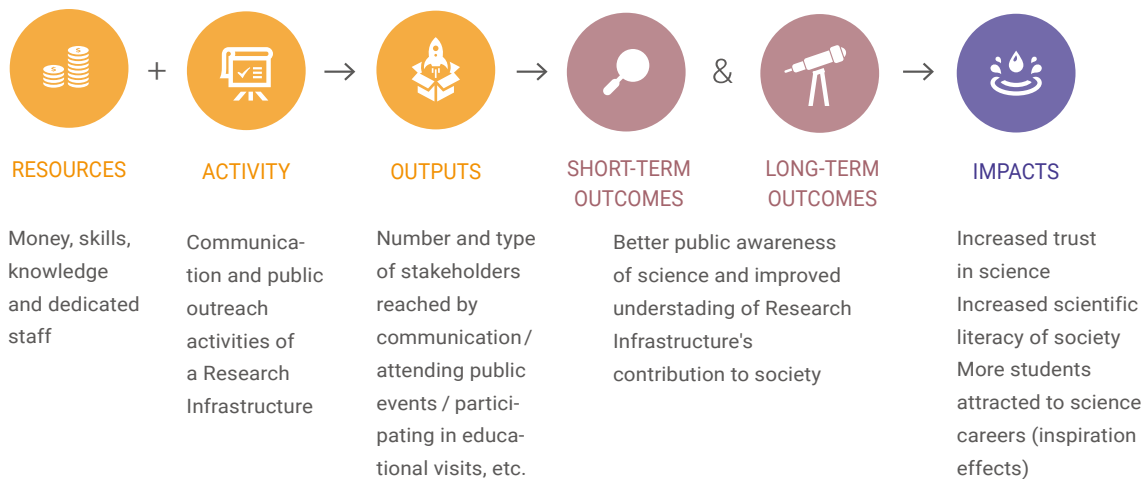 +
&
RESOURCES
Money, skills,
knowledge
and dedicated
staff
ACTIVITY
Communica-
tion and public
outreach
activities of
a Research
Infrastructure
OUTPUTS
Number and type
of stakeholders
reached by
communication /
attending public
events / partici-
pating in educa-
tional visits, etc.
SHORT-TERM
OUTCOMES
LONG-TERM
OUTCOMES
Better public awareness
of science and improved
understading of Research
Infrastructure's
contribution to society
IMPACTS
Increased trust
in science
Increased scientific
literacy of society
More students
attracted to science
careers (inspiration
effects)